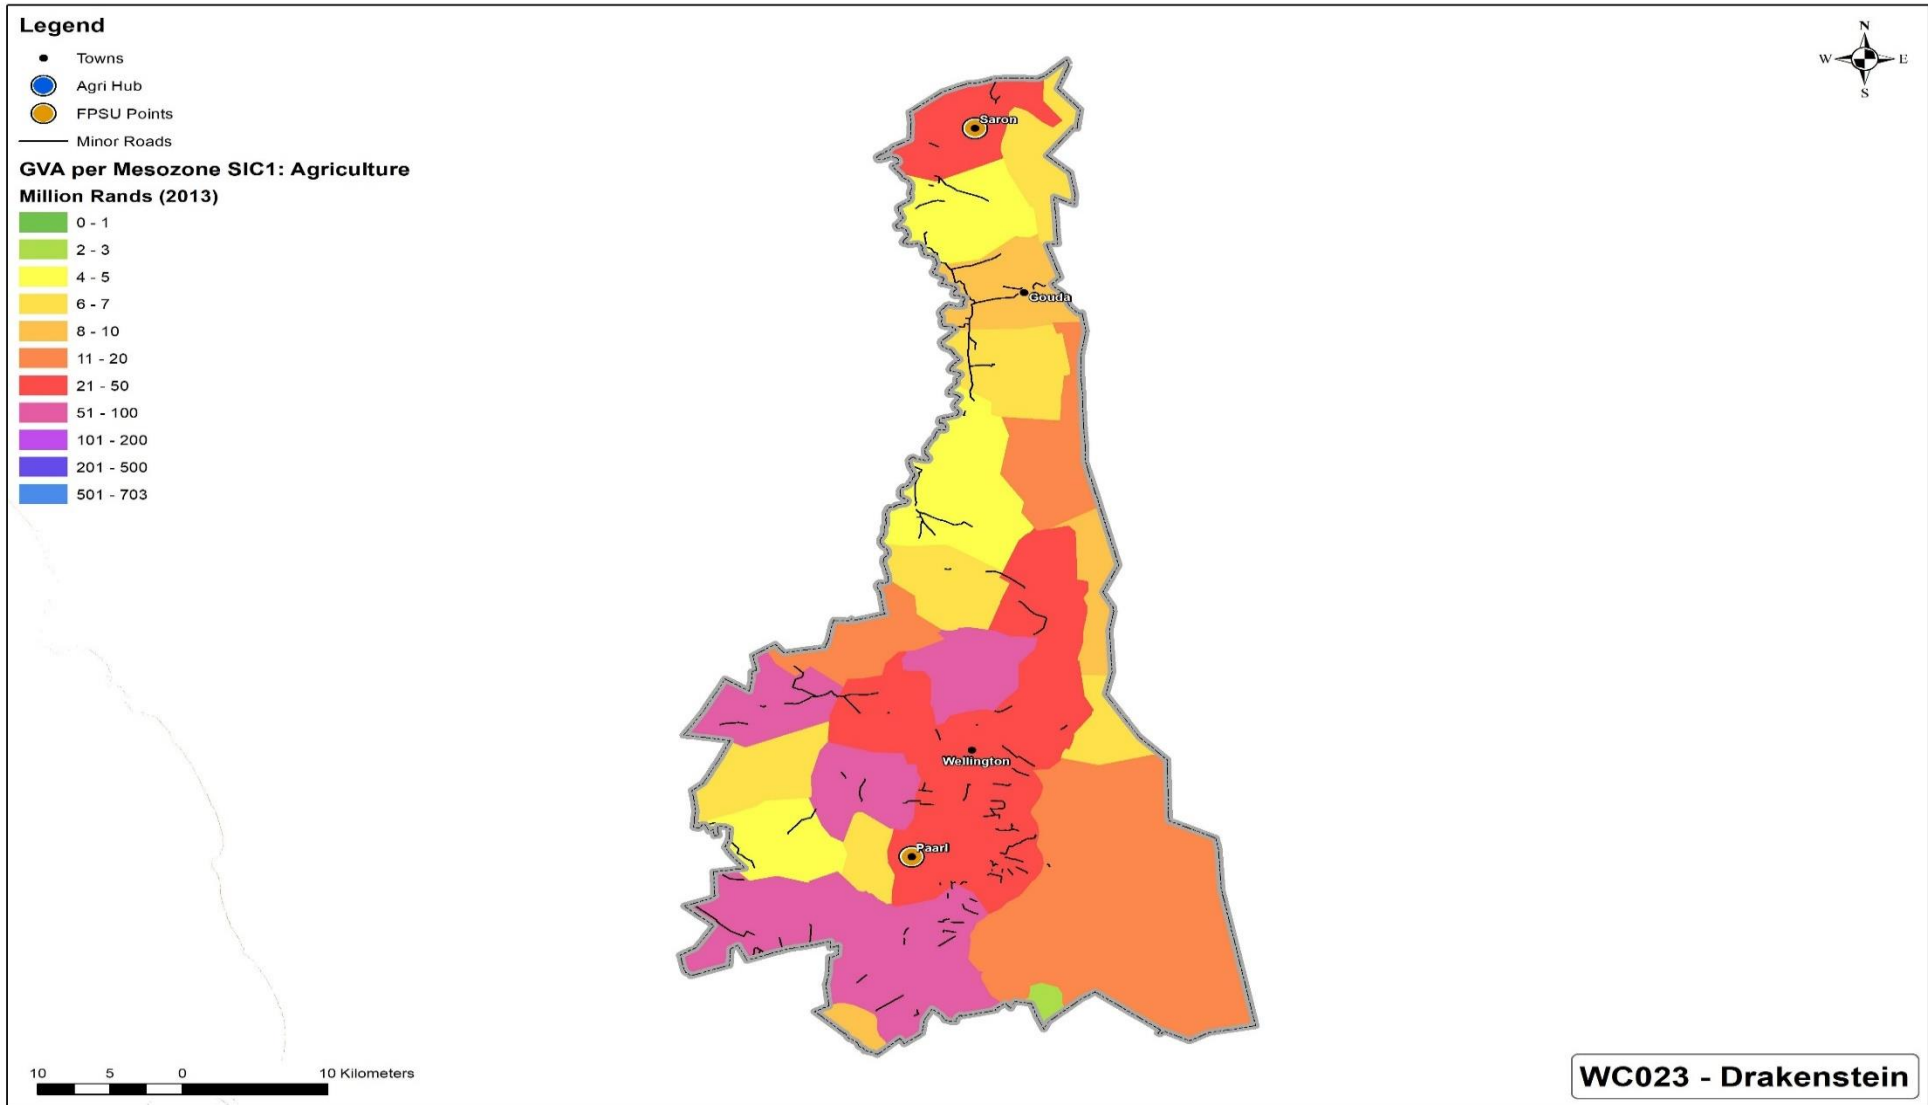 Legend
Towns
Agri Hub
FPSU Points
Minor Roads
GVA per Mesozone SIC1: Agriculture
Million Rands (2013)
0 - 1
2 - 3
4 - 5
6 - 7
8 - 10
11 - 20
21 - 50
51 - 100
101 - 200
201 - 500
501 - 703
N
W E
S
Saron
Gouda
Wellington
Paarl
10 5 0 10 Kilometers
WC023 - Drakenstein